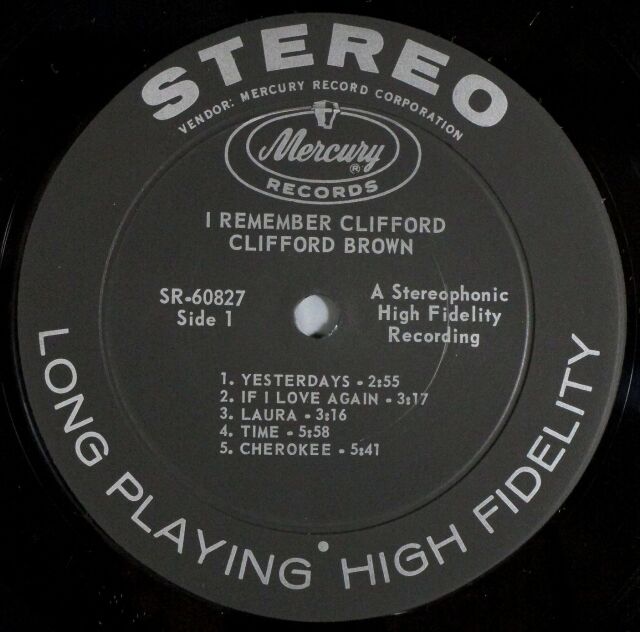 STEREO
VENDOR: MERCURY RECORD CORPORATION
Mercury ®
RECORDS
I REMEMBER CLIFFORD
CLIFFORD BROWN
SR-60827
Side 1
A Stereophonic
High Fidelity
Recording
1. YESTERDAYS - 2:55
2. IF I LOVE AGAIN - 3:17
3. LAURA - 3:16
4. TIME - 5:58
5. CHEROKEE - 5:41
LONG PLAYING HIGH FIDELITY